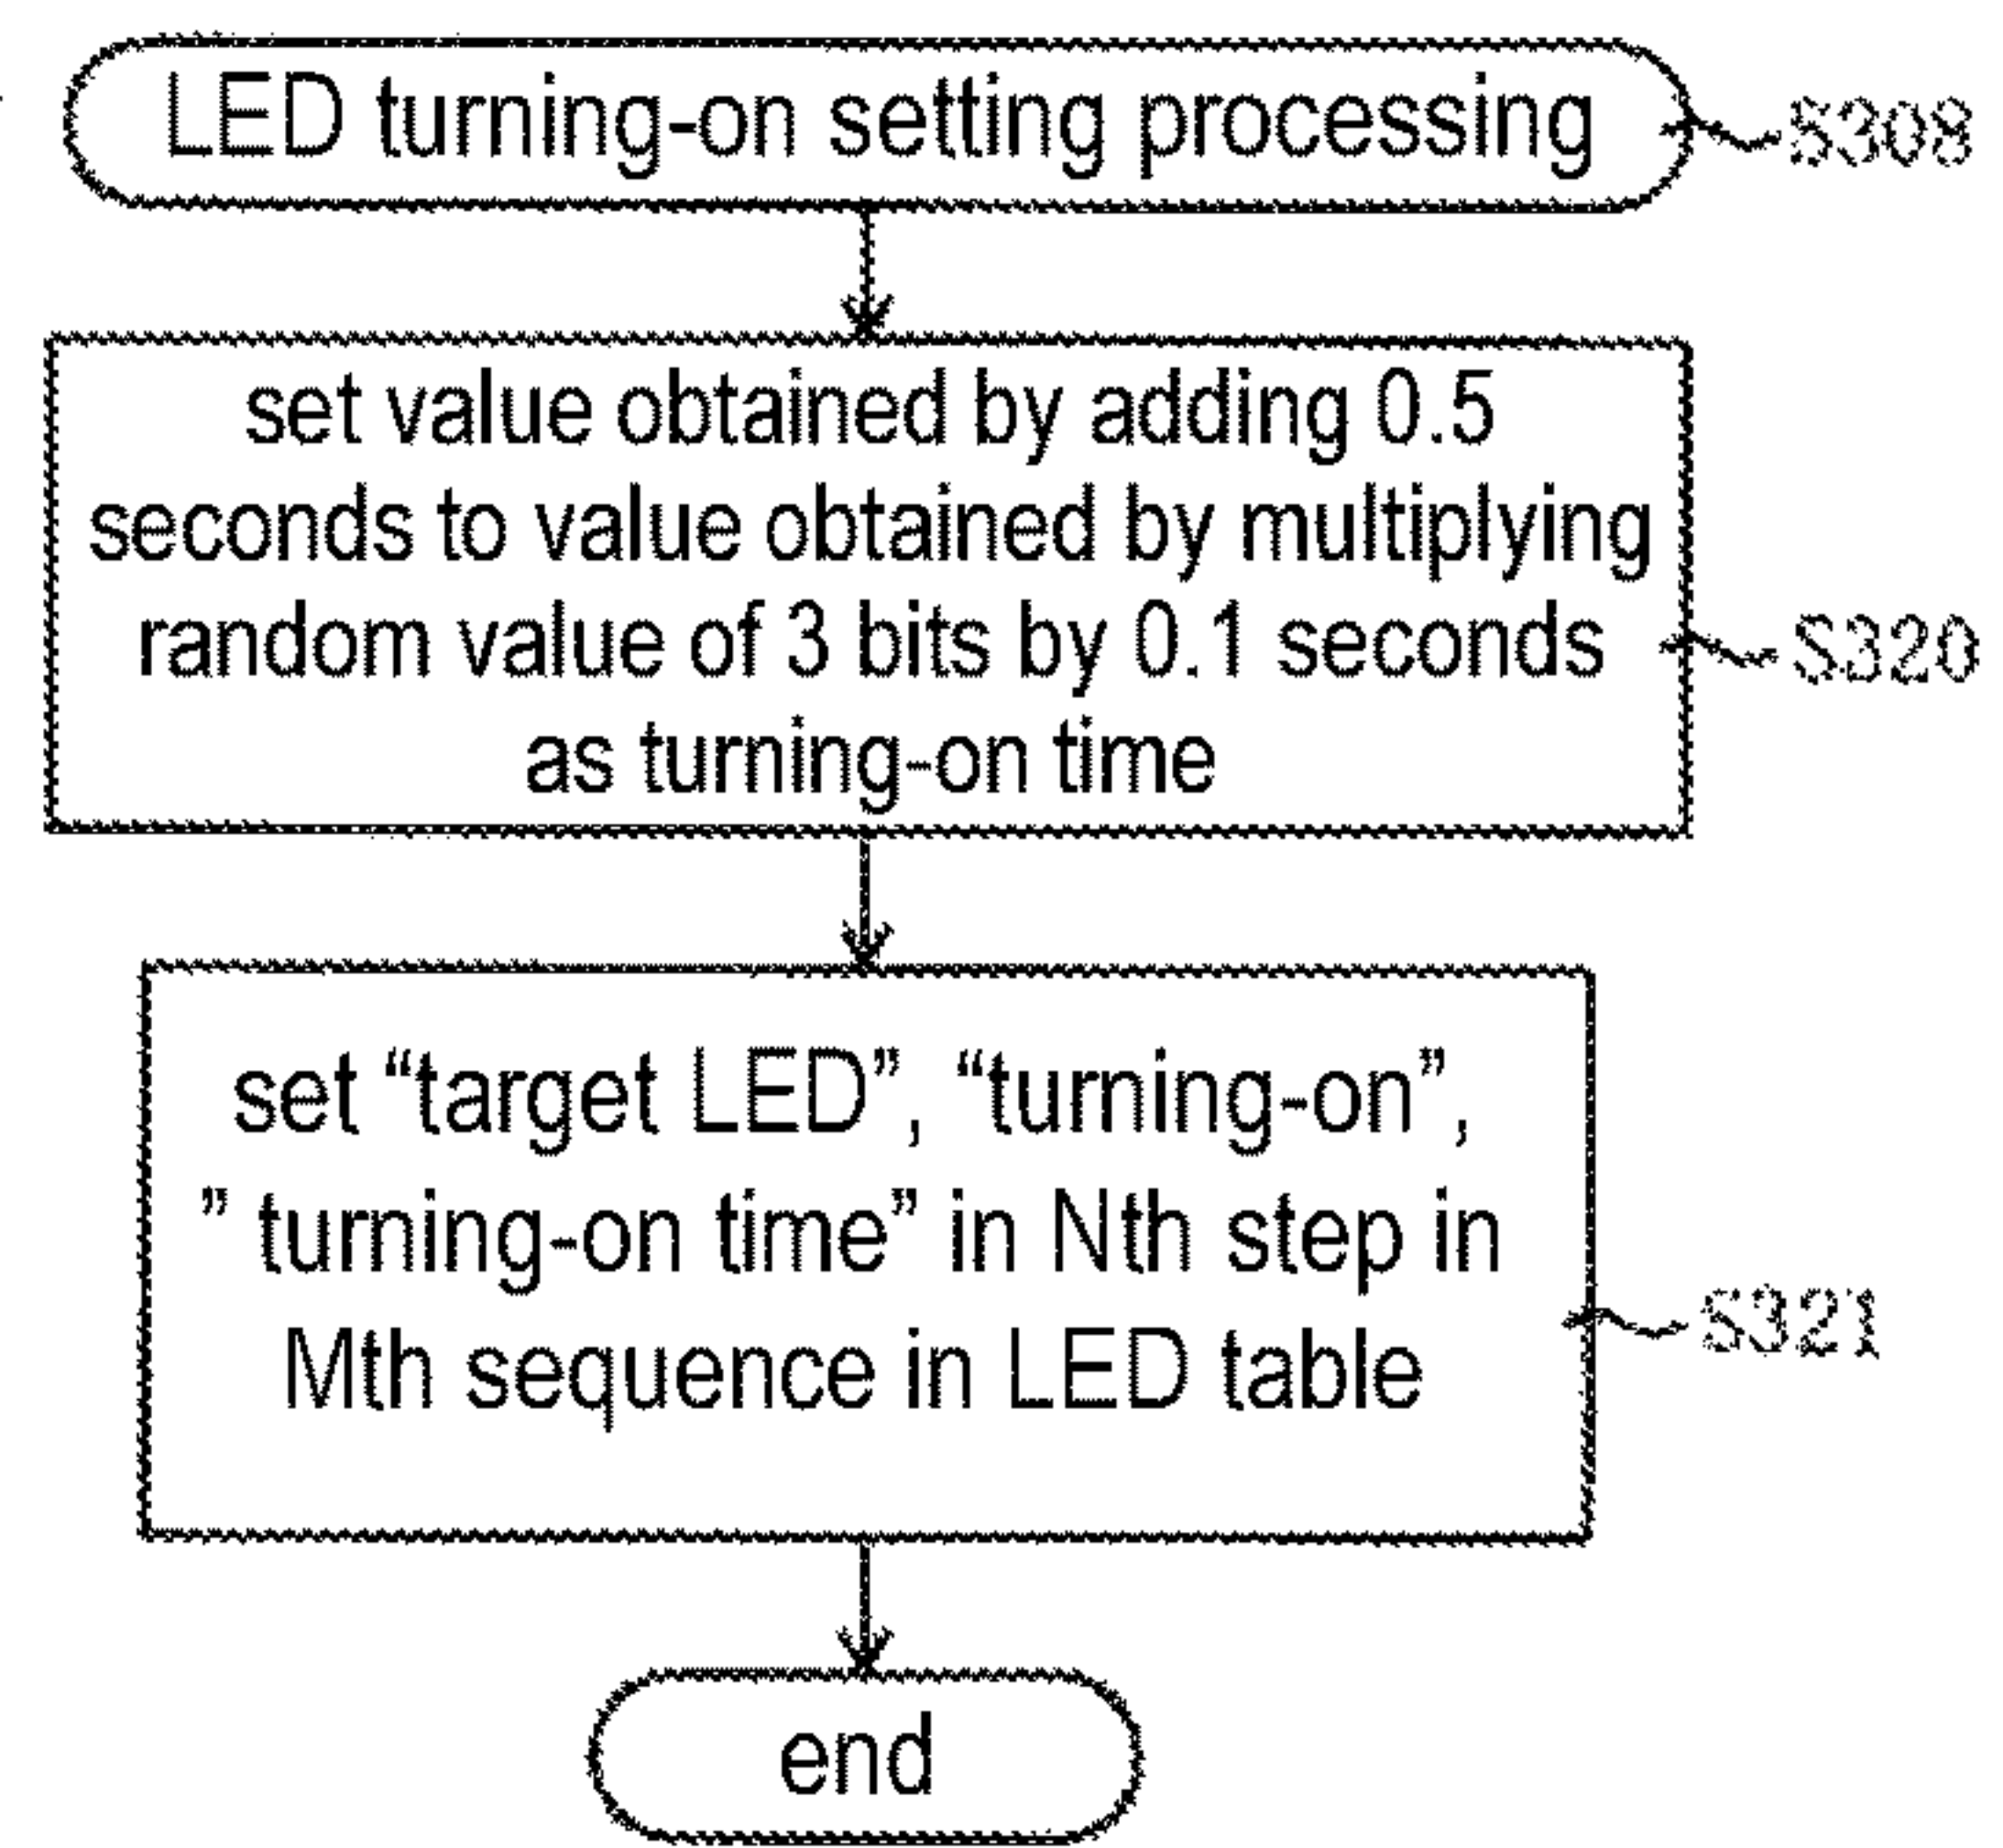 LED turning-on setting processing
S308
set value obtained by adding 0.5
seconds to value obtained by multiplying
random value of 3 bits by 0.1 seconds
as turning-on time
S320
set “target LED”, “turning-on”,
” turning-on time” in Nth step in
Mth sequence in LED table
S321
end